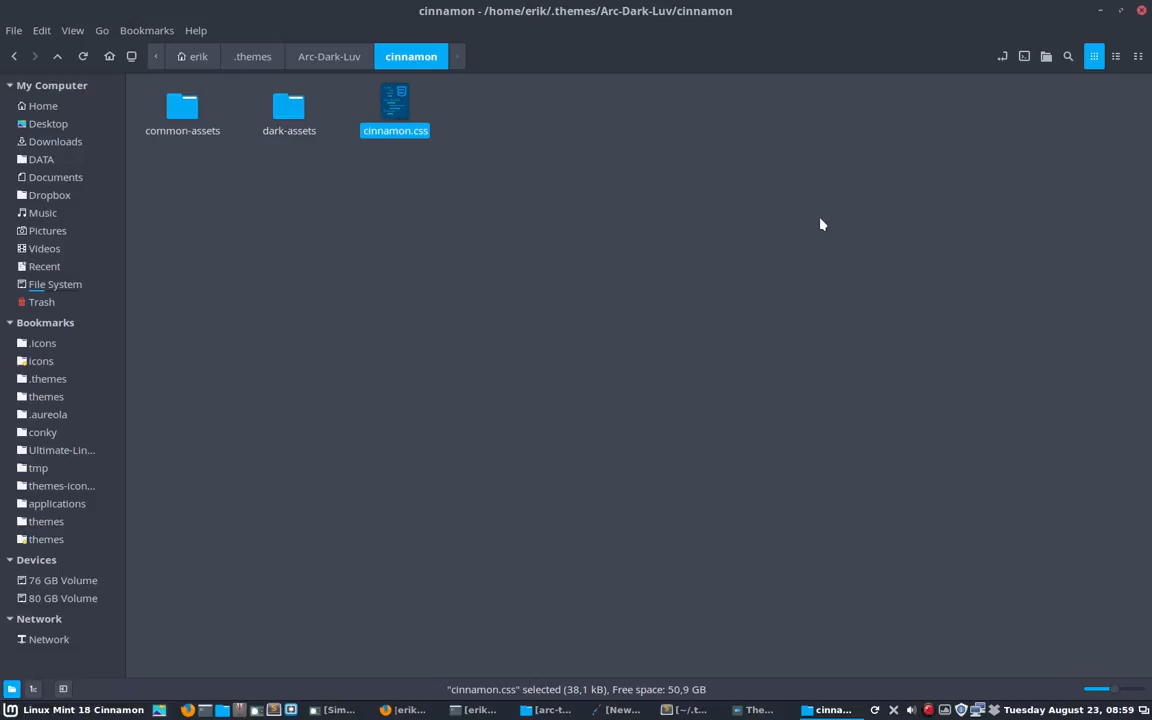 cinnamon - /home/erik/.themes/Arc-Dark-Luv/cinnamon
File Edit View Go Bookmarks Help
erik .themes Arc-Dark-Luv cinnamon
My Computer
Home
Desktop
Downloads
DATA
Documents
Dropbox
Music
Pictures
Videos
Recent
File System
Trash
Bookmarks
.Icons
icons
.themes
themes
.aureola
conky
Ultimate-Lin...
tmp
themes-icon...
applications
themes
themes
Devices
76 GB Volume
80 GB Volume
Network
Network
common-assets dark-assets cinnamon.css
"cinnamon.css" selected (38,1 kB), Free space: 50,9 GB
Linux Mint 18 Cinnamon [Sim... [erik... [erik... [arc-t... [New... [~/.t... The... cinna... Tuesday August 23, 08:59